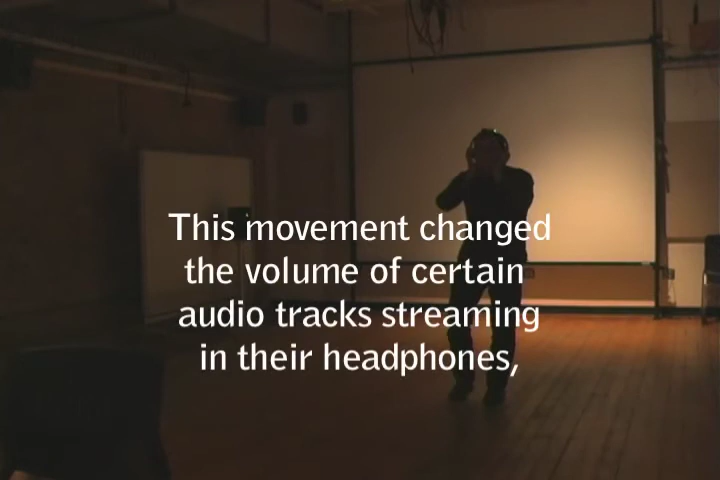 This movement changed
the volume of certain
audio tracks streaming
in their headphones,